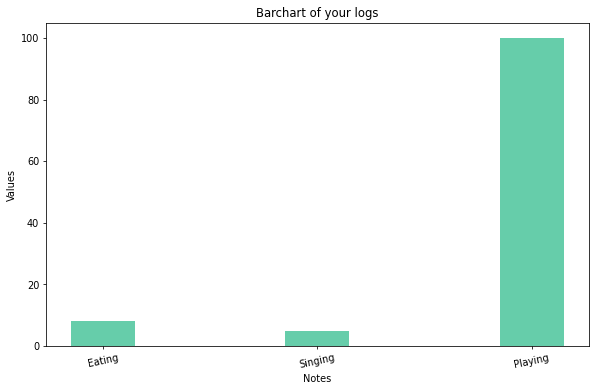 Barchart of your logs
100
80
60
40
20
0
Values
Eating
Singing
Playing
Notes